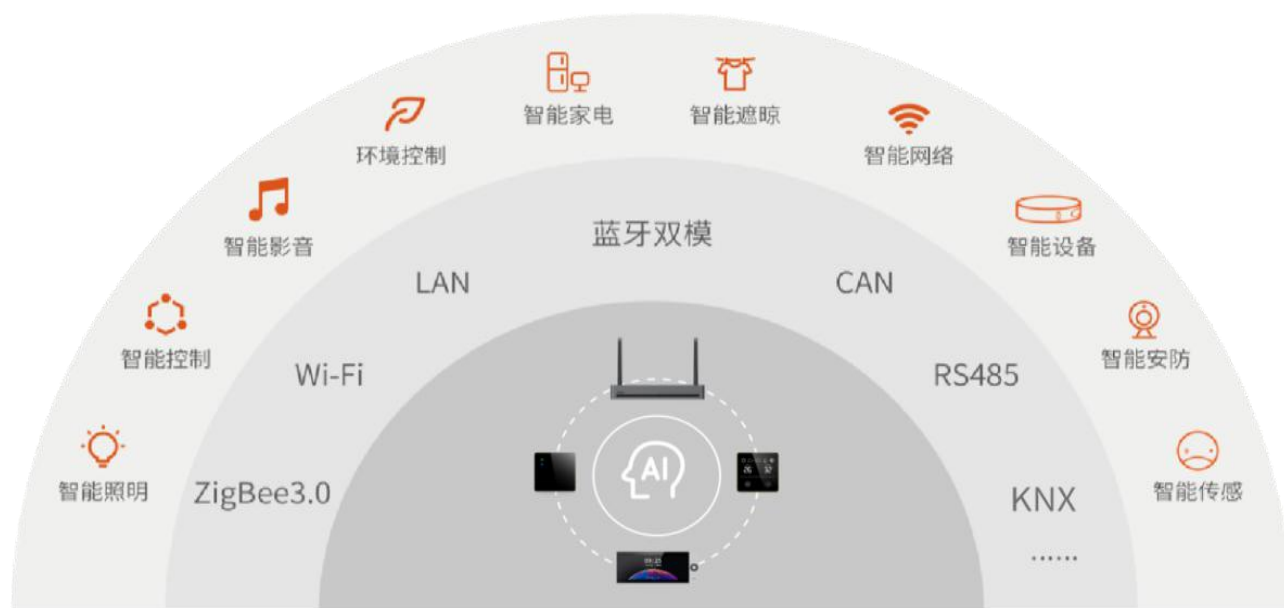 智能家电
智能遮晾
环境控制
智能网络
智能影音
智能设备
蓝牙双模
LAN
CAN
智能控制
智能安防
Wi-Fi
RS485
AI
智能照明
ZigBee3.0
KNX
智能传感
······